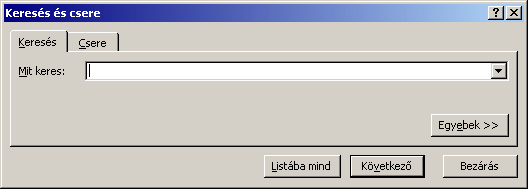 Keresés és csere
Keresés Csere
Mit keres:
Egyebek >>
Listába mind Következő Bezárás